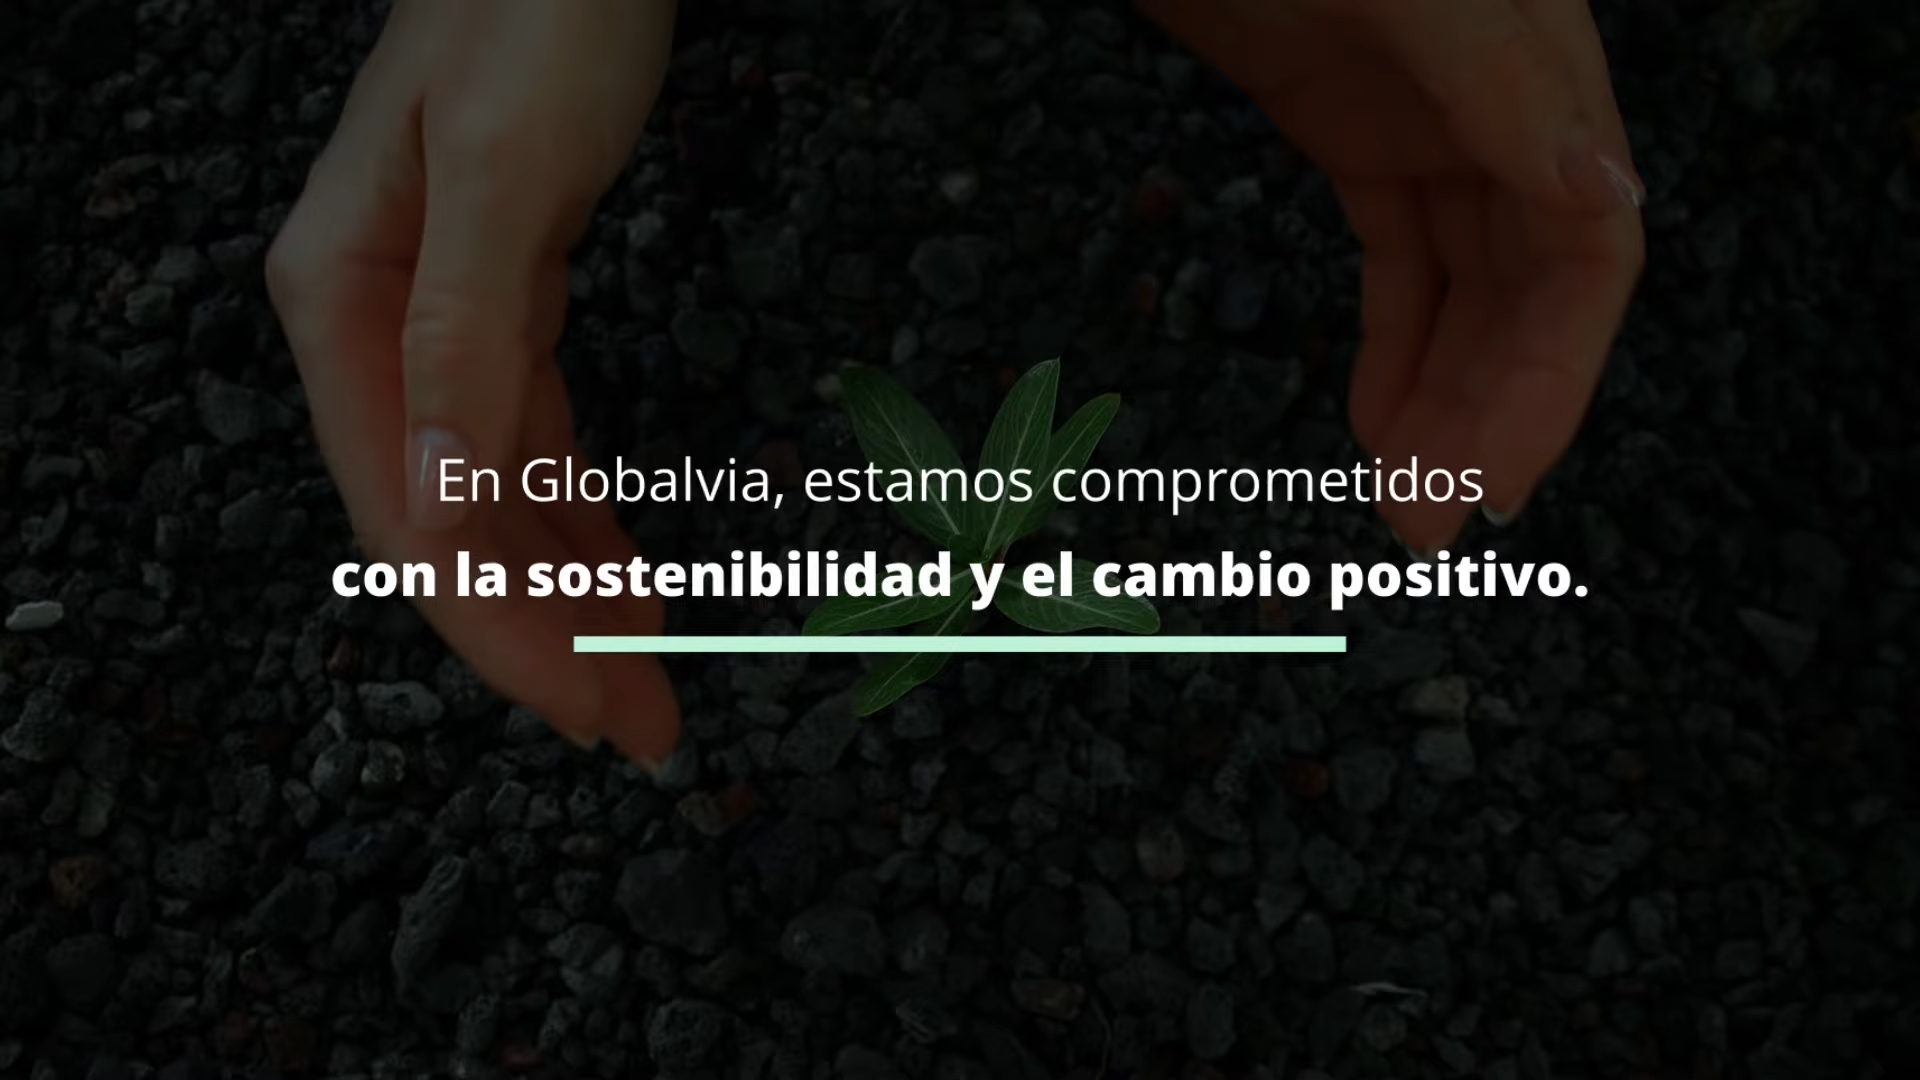 En Globalvia, estamos comprometidos
con la sostenibilidad y el cambio positivo.